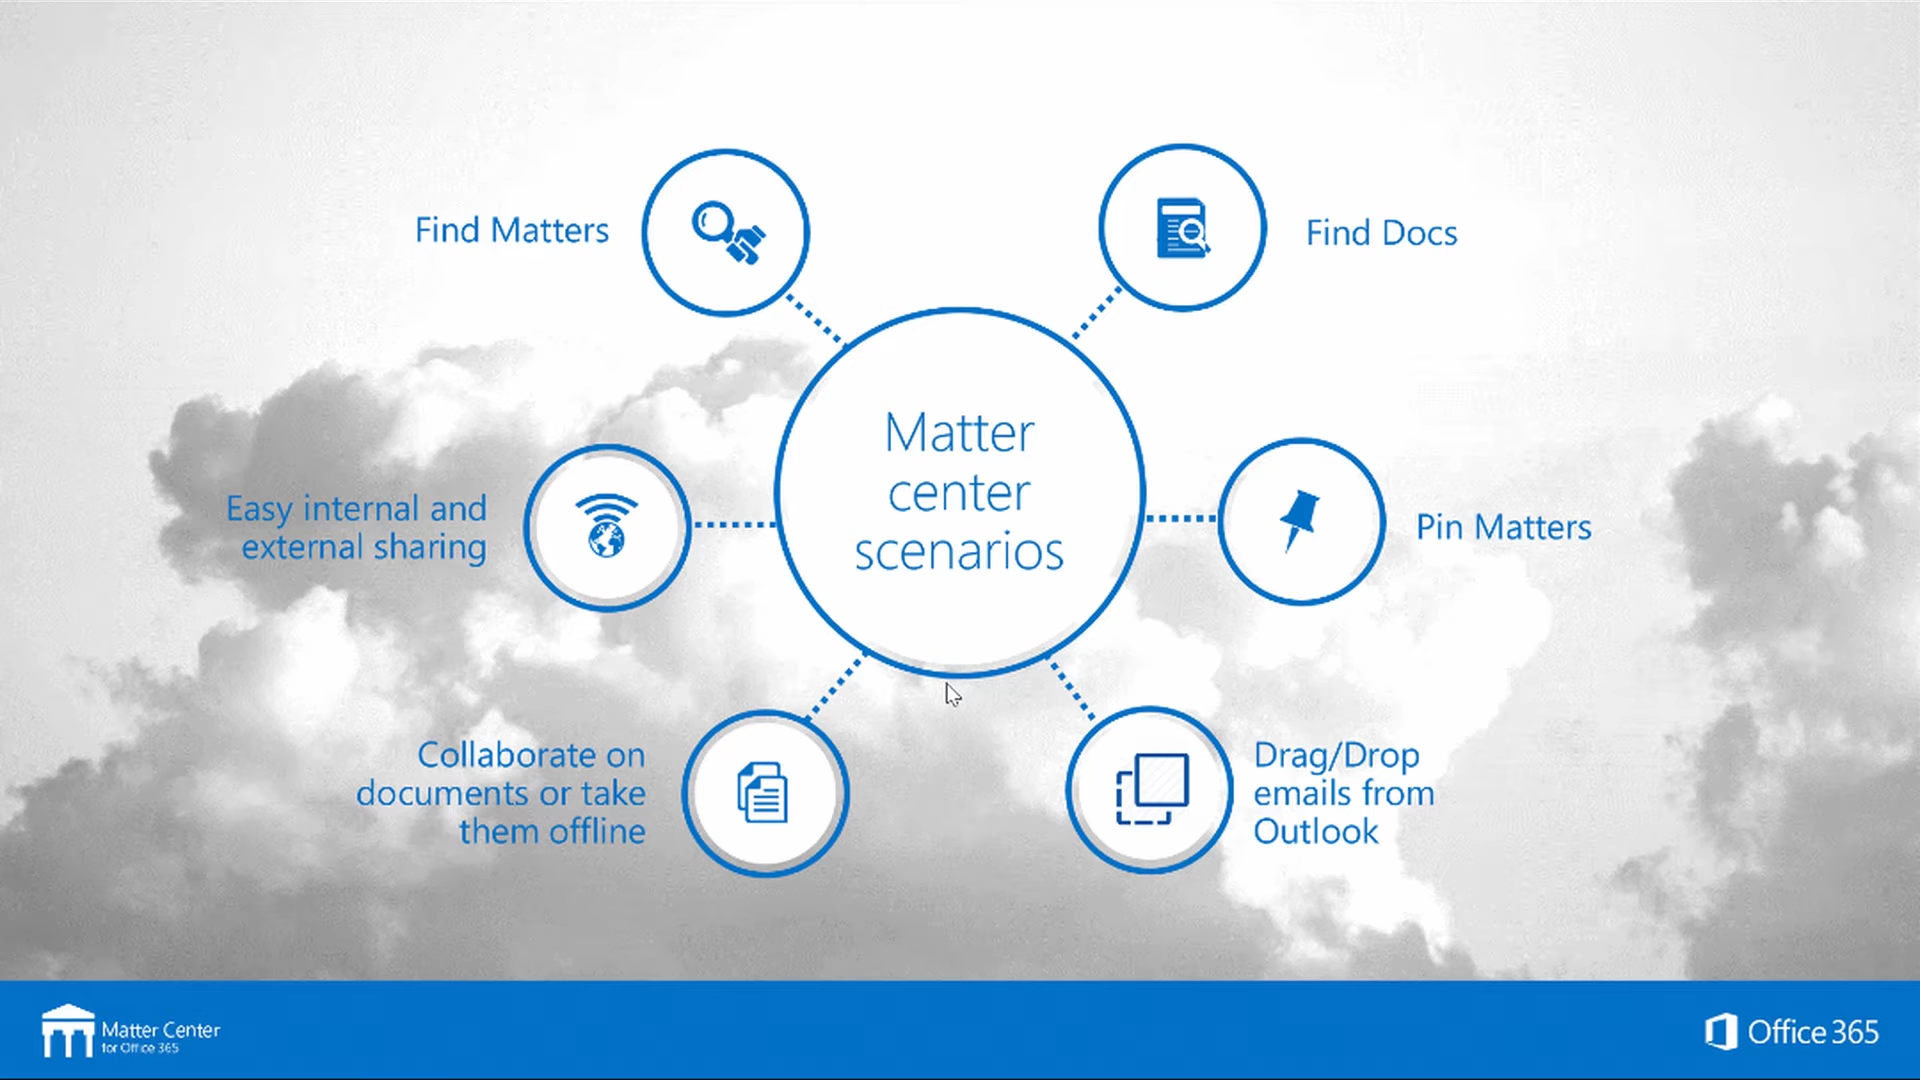 Find Matters
Find Docs
Matter
center
scenarios
Easy internal and
external sharing
Pin Matters
Collaborate on
documents or take
them offline
Drag/Drop
emails from
Outlook
Matter Center
for Office 365
Office 365